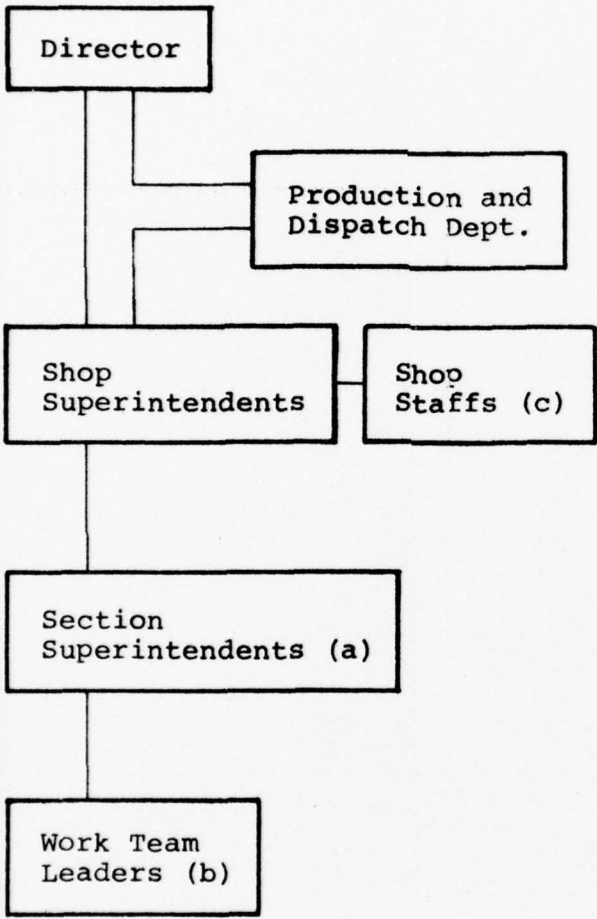 Director
Production and
Dispatch Dept.
Shop
Superintendents
Shop
Staffs (c)
Section
Superintendents (a)
Work Team
Leaders (b)